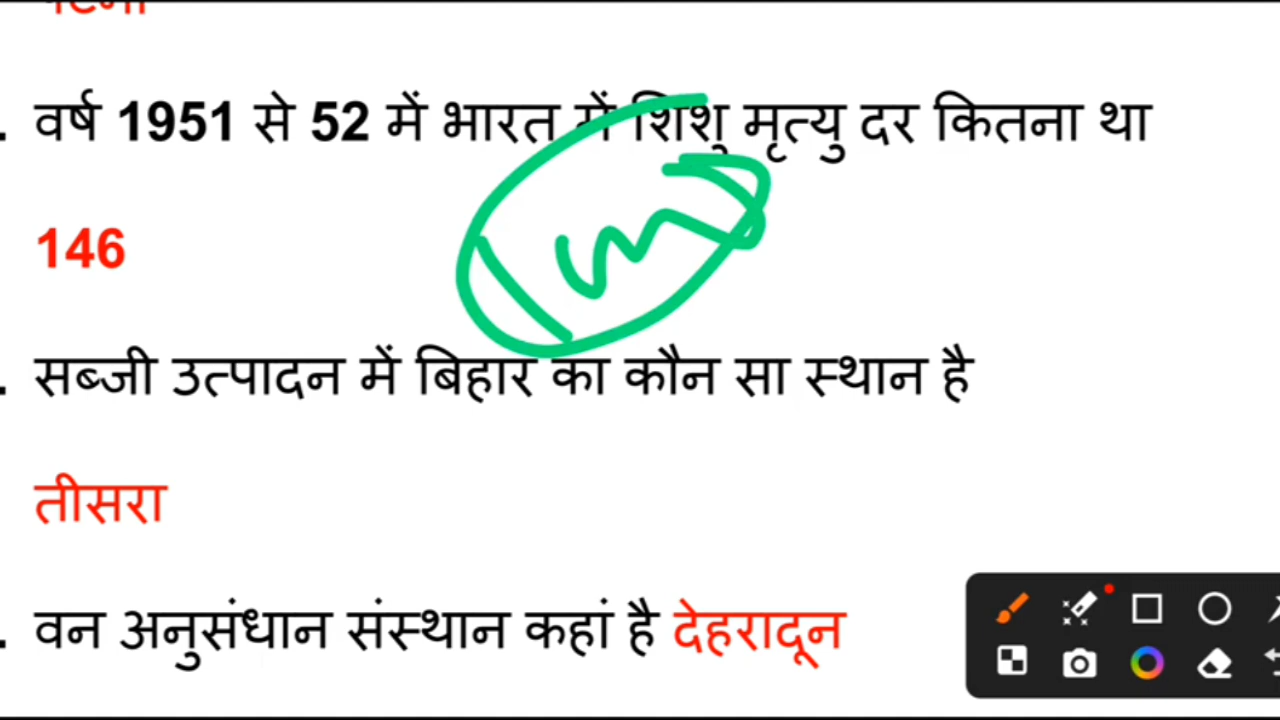 . वर्ष 1951 से 52 में भारत में शिशु मृत्यु दर कितना था
146
. सब्जी उत्पादन में बिहार का कौन सा स्थान है
तीसरा
. वन अनुसंधान संस्थान कहां है देहरादून